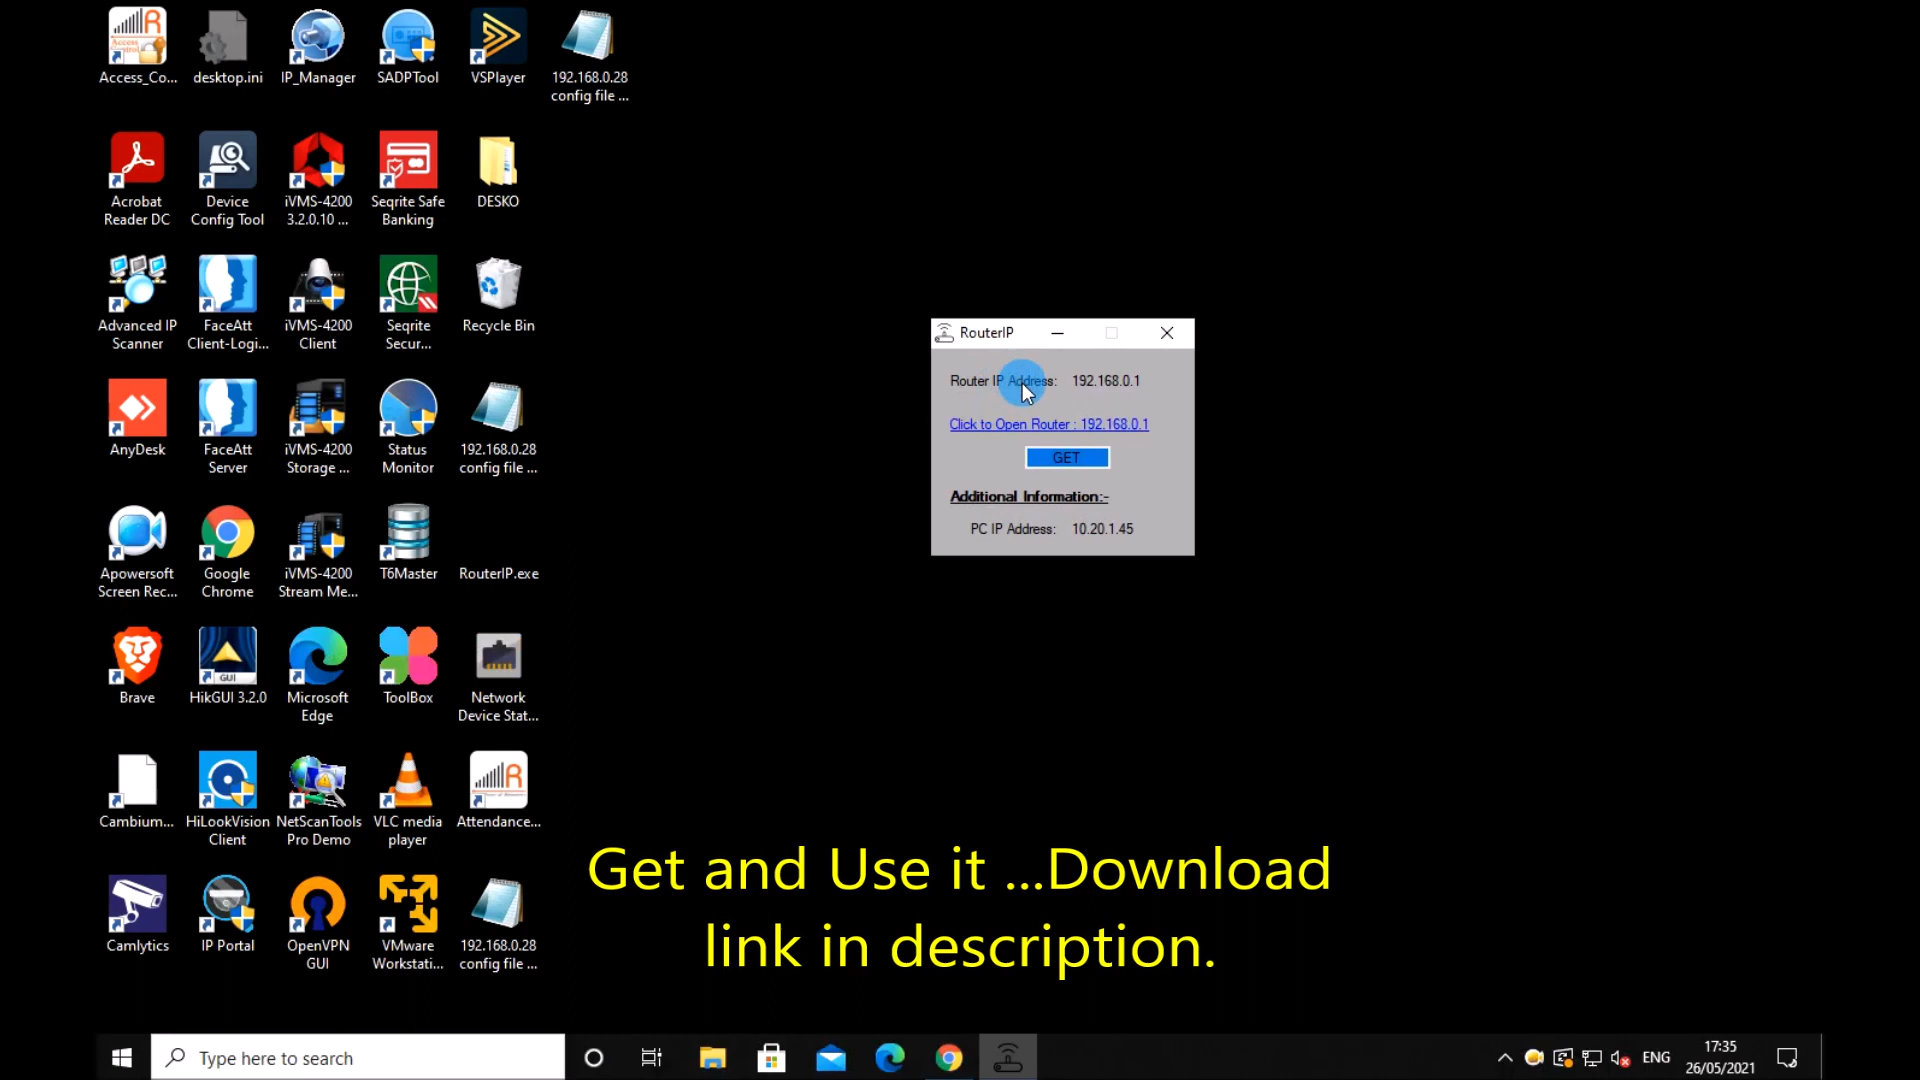 Access_Co...
desktop.ini
IP_Manager
SADPTool
VSPlayer
192.168.0.28
config file ...
Acrobat
Reader DC
Device
Config Tool
iVMS-4200
3.2.0.10 ...
Seqrite Safe
Banking
DESKO
Advanced IP
Scanner
FaceAtt
Client-Logi...
iVMS-4200
Client
Seqrite
Secur...
Recycle Bin
AnyDesk
FaceAtt
Server
iVMS-4200
Storage ...
Status
Monitor
192.168.0.28
config file ...
Apowersoft
Screen Rec...
Google
Chrome
iVMS-4200
Stream Me...
T6Master
RouterIP.exe
Brave
GUI
HikGUI 3.2.0
Microsoft
Edge
ToolBox
Network
Device Stat...
Cambium...
HiLookVision
Client
NetScanTools
Pro Demo
VLC media
player
Attendance...
Camlytics
IP Portal
OpenVPN
GUI
VMware
Workstati...
192.168.0.28
config file ...
RouterIP
Router IP Address: 192.168.0.1
Click to Open Router : 192.168.0.1
GET
Additional Information:-
PC IP Address: 10.20.1.45
Get and Use it ...Download
link in description.
Type here to search
ENG
17:35
26/05/2021